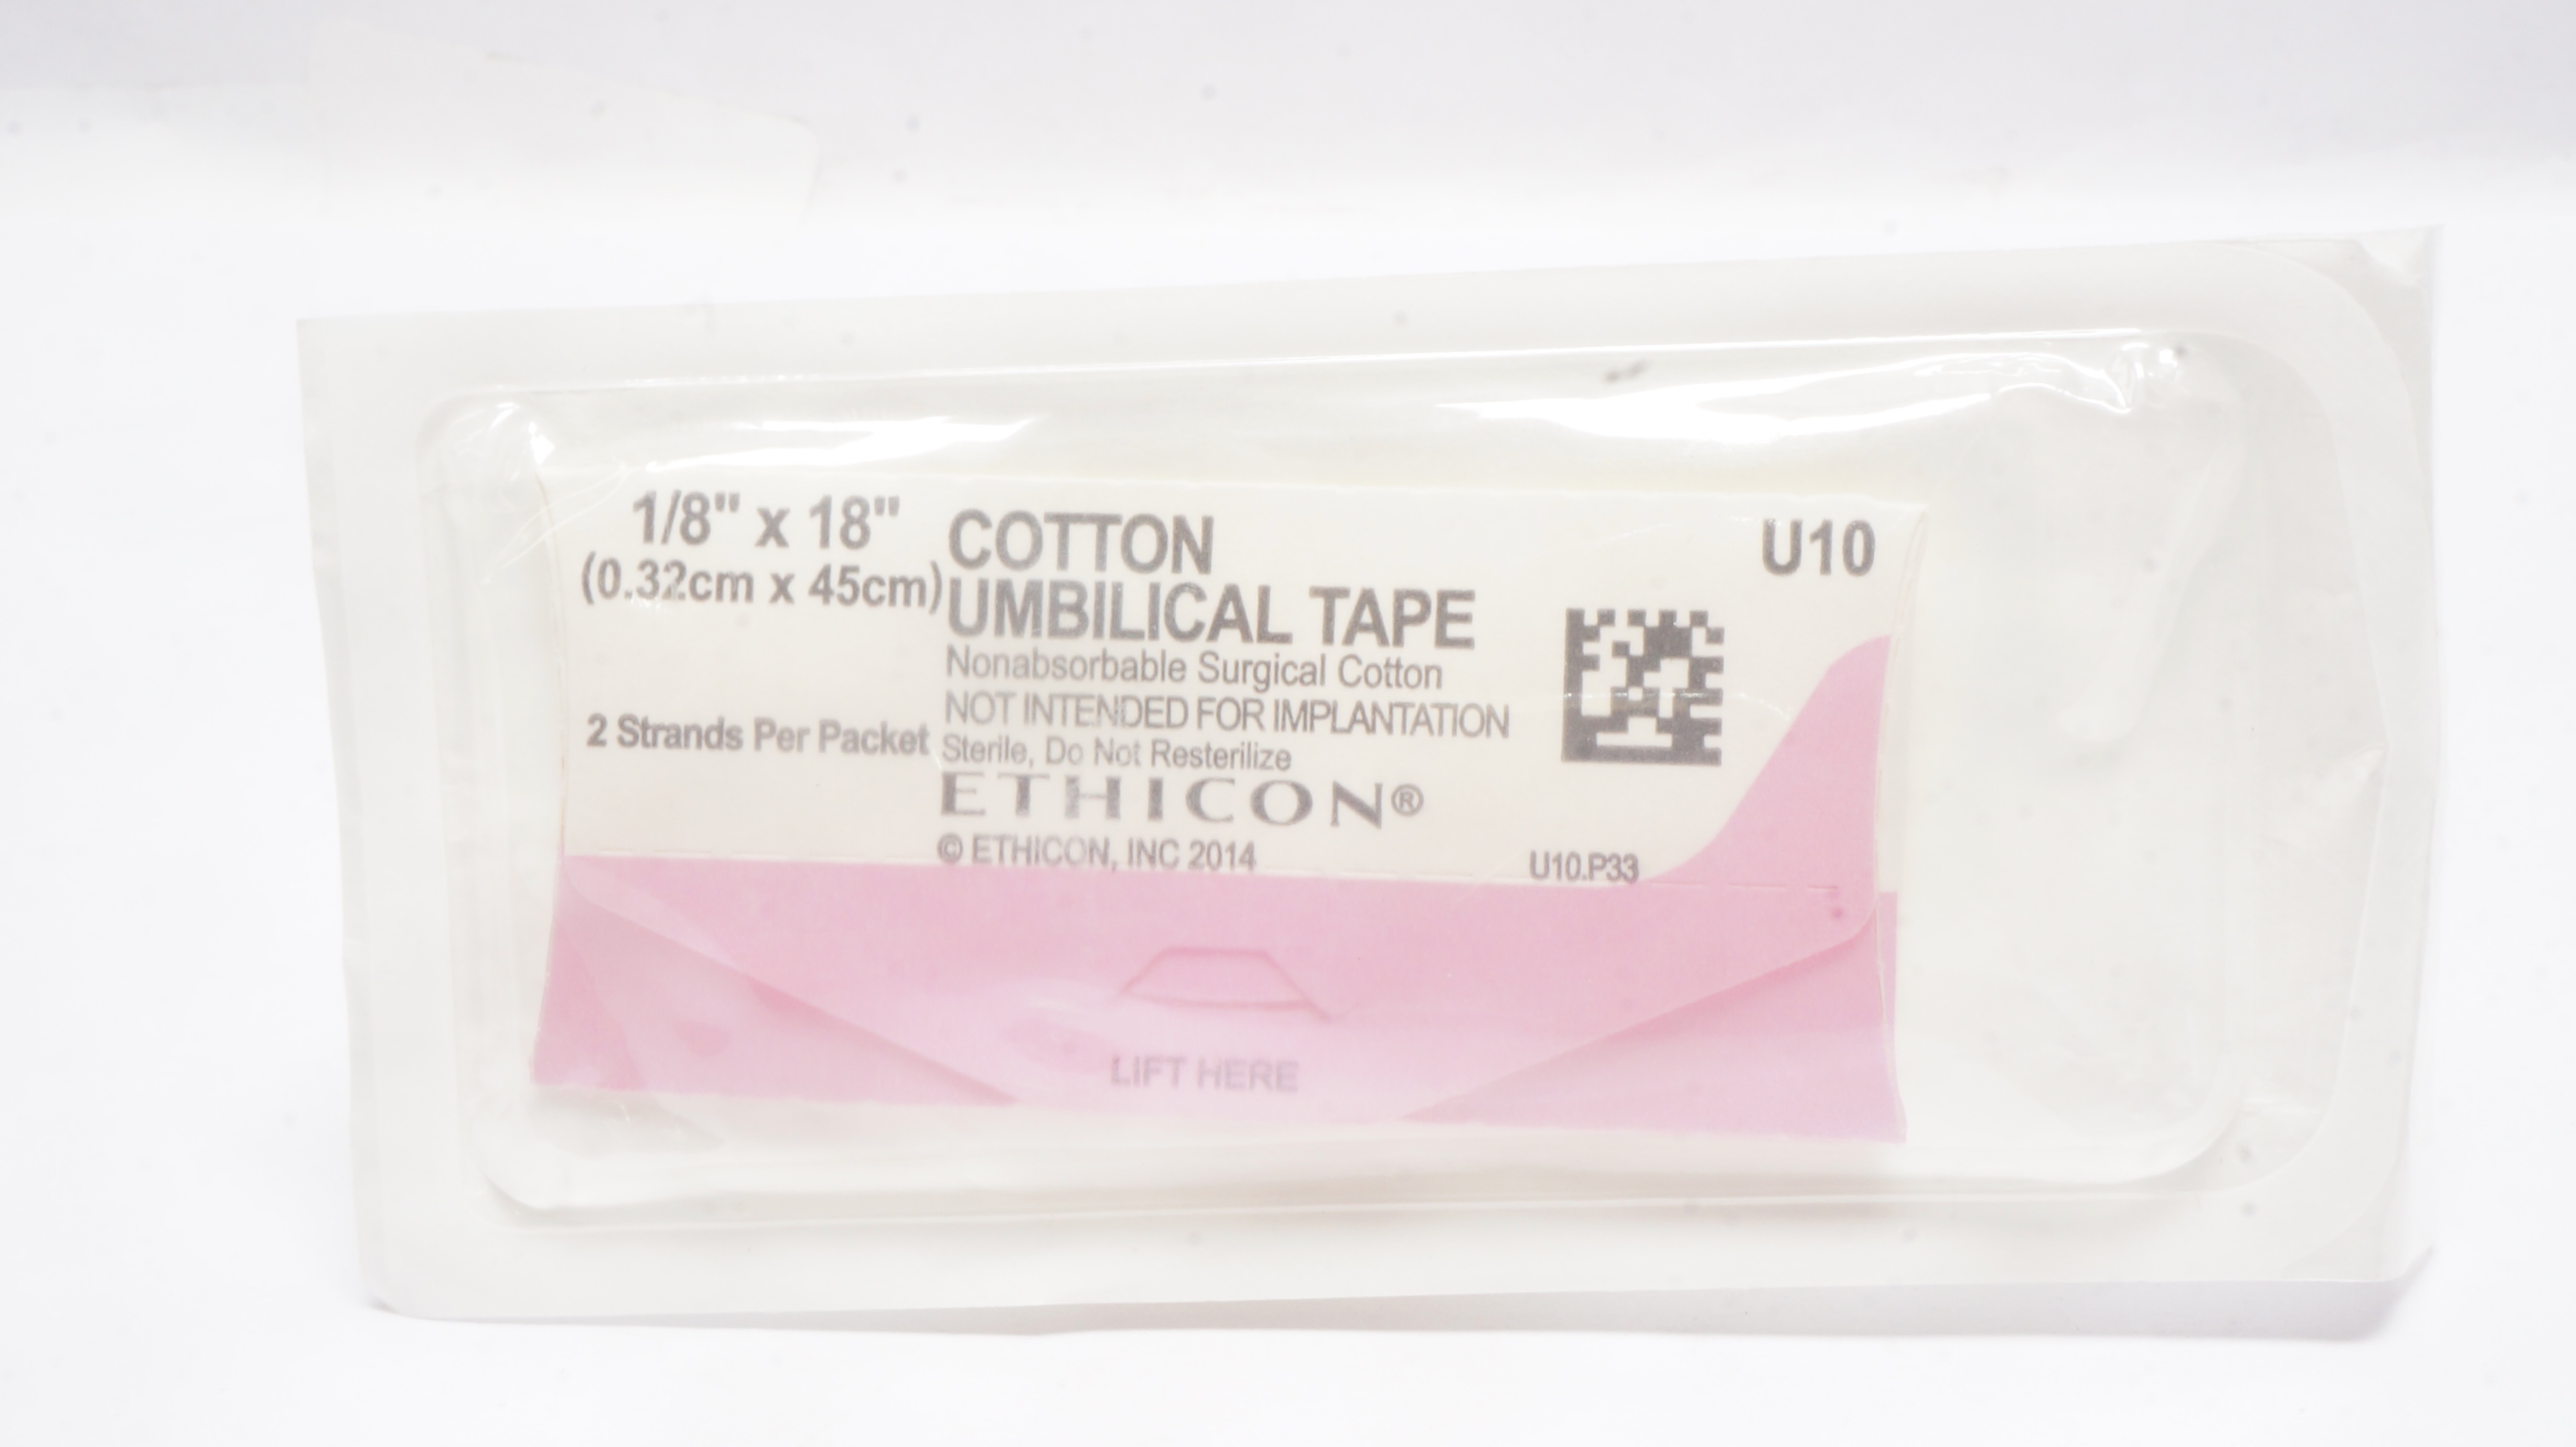 1/8" x 18"
(0.32cm x 45cm)
2 Strands Per Packet
COTTON
UMBILICAL TAPE
Nonabsorbable Surgical Cotton
NOT INTENDED FOR IMPLANTATION
Sterile, Do Not Resterilize
ETHICON®
© ETHICON, INC 2014
U10
U10.P33
LIFT HERE